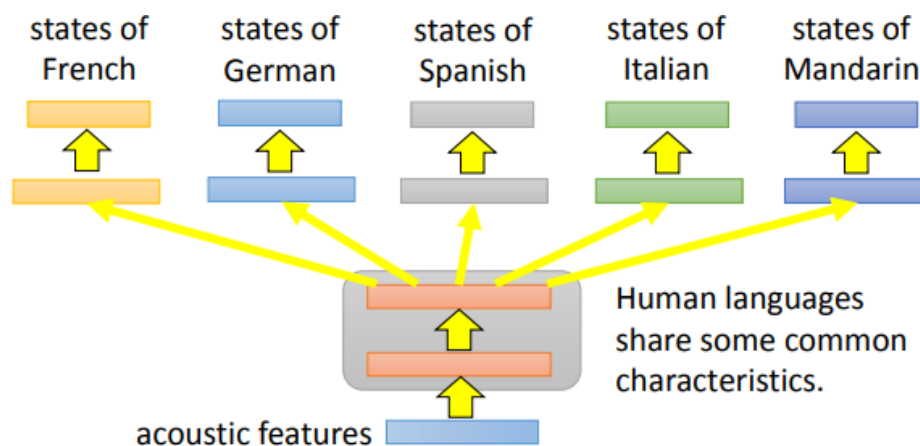 states of
French
states of
German
states of
Spanish
states of
Italian
states of
Mandarin
Human languages
share some common
characteristics.
acoustic features